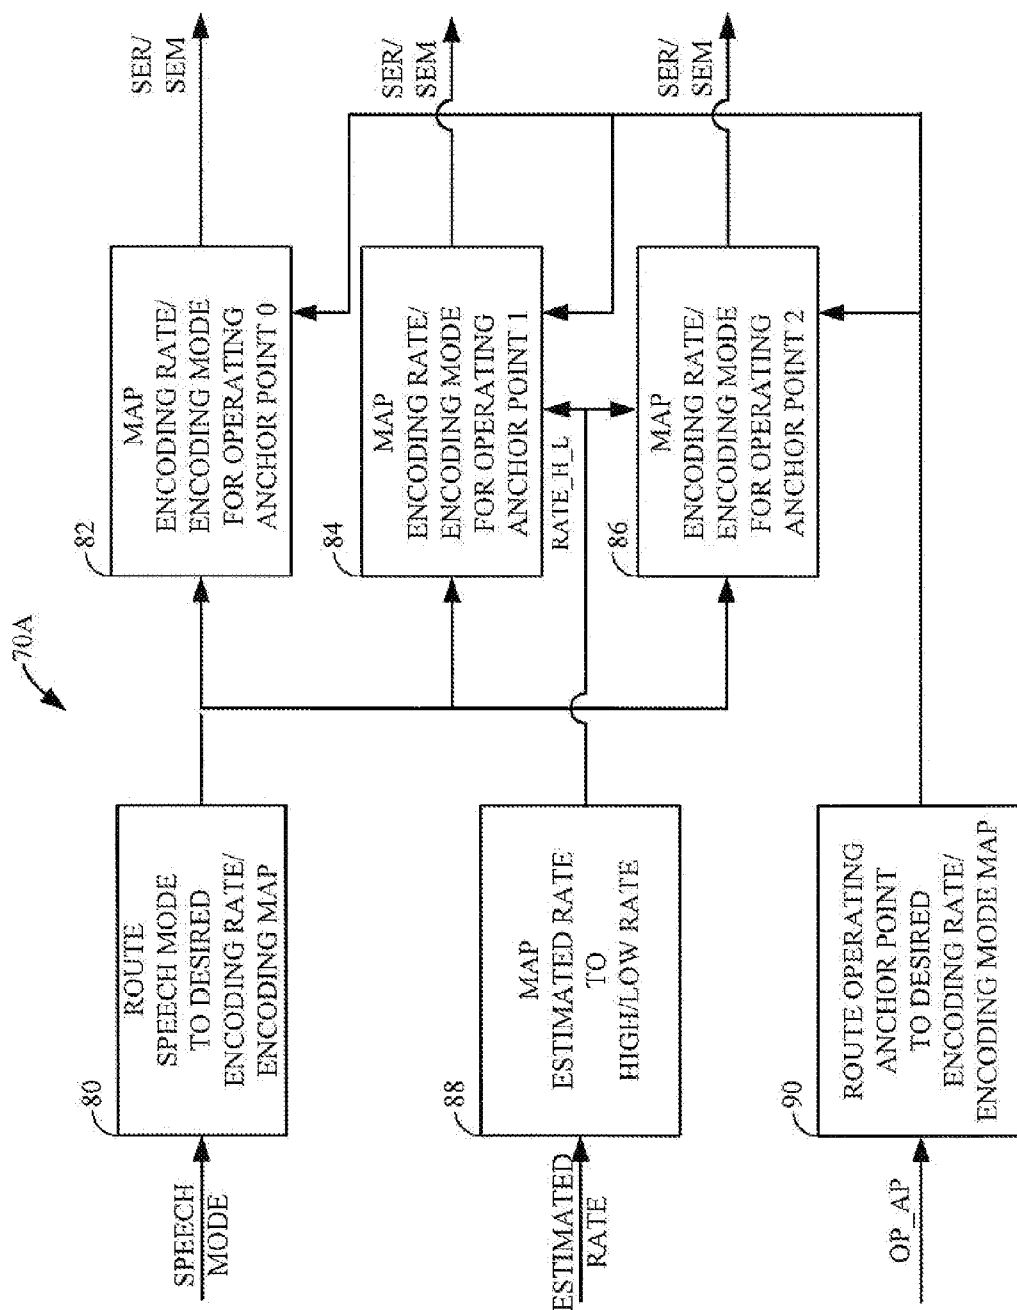 70A
SPEECH
MODE
80
ROUTE
SPEECH MODE
TO DESIRED
ENCODING RATE/
ENCODING MAP
82
MAP
ENCODING RATE/
ENCODING MODE
FOR OPERATING
ANCHOR POINT 0
SER/
SEM
84
MAP
ENCODING RATE/
ENCODING MODE
FOR OPERATING
ANCHOR POINT 1
SER/
SEM
RATE_H_L
ESTIMATED
RATE
88
MAP
ESTIMATED RATE
TO
HIGH/LOW RATE
86
MAP
ENCODING RATE/
ENCODING MODE
FOR OPERATING
ANCHOR POINT 2
SER/
SEM
OP_AP
90
ROUTE OPERATING
ANCHOR POINT
TO DESIRED
ENCODING RATE/
ENCODING MODE MAP